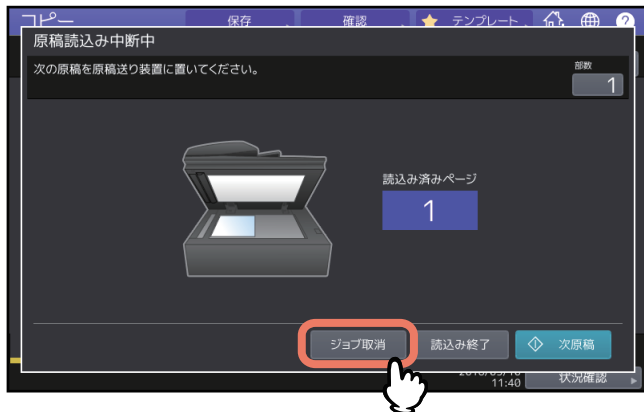 コピー 保存 確認 テンプレート ?
原稿読込み中断中
次の原稿を原稿送り装置に置いてください。
部数
1
読込み済みページ
1
ジョブ取消 読込み終了 次原稿
11:40 状況確認